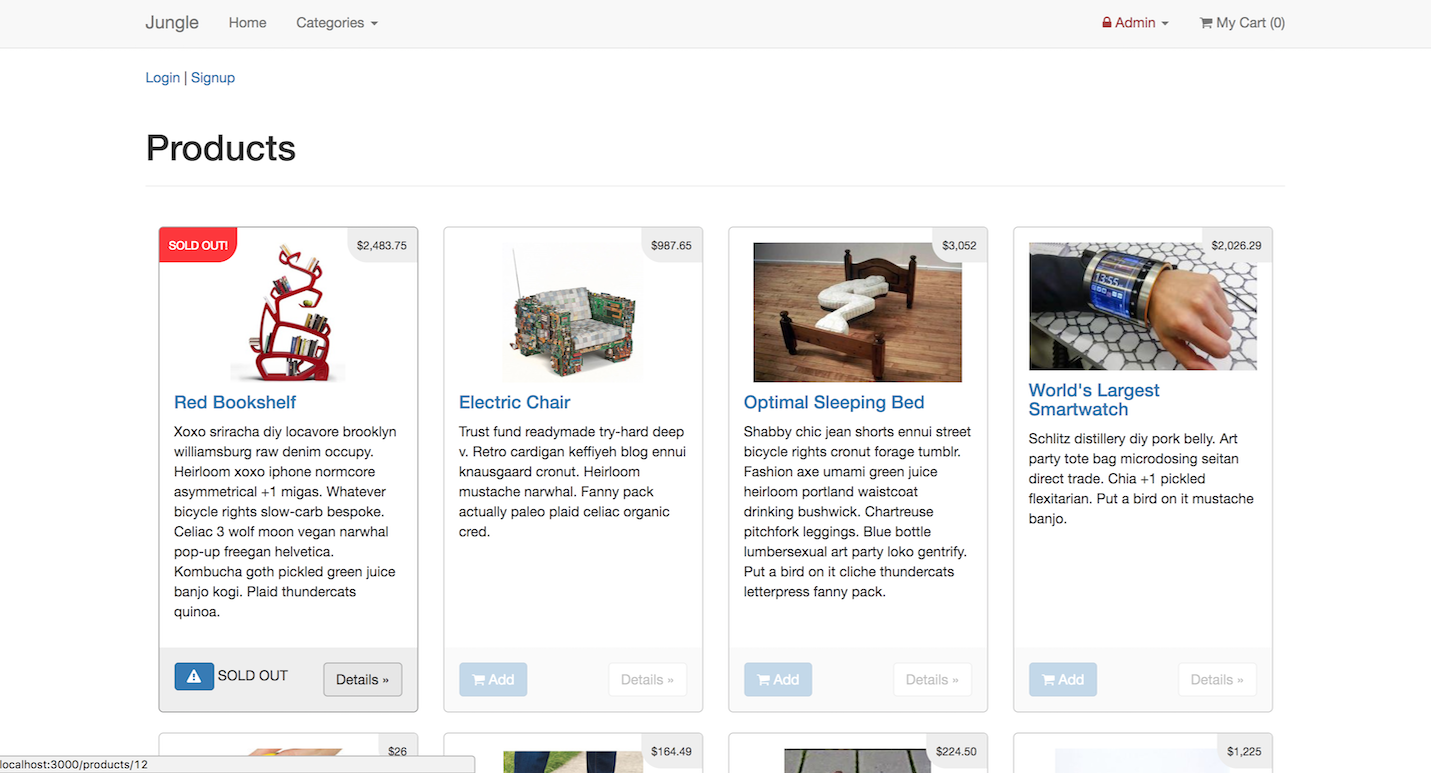 Jungle Home Categories Admin My Cart (0)
Login | Signup
Products
SOLD OUT!
$2,483.75
Red Bookshelf
Xoxo sriracha diy locavore brooklyn
williamsburg raw denim occupy.
Heirloom xoxo iphone normcore
asymmetrical +1 migas. Whatever
bicycle rights slow-carb bespoke.
Celiac 3 wolf moon vegan narwhal
pop-up freegan helvetica.
Kombucha goth pickled green juice
banjo kogi. Plaid thundercats
quinoa.
SOLD OUT Details »
$987.65
Electric Chair
Trust fund readymade try-hard deep
v. Retro cardigan keffiyeh blog ennui
knausgaard cronut. Heirloom
mustache narwhal. Fanny pack
actually paleo plaid celiac organic
cred.
Add Details »
$3,052
Optimal Sleeping Bed
Shabby chic jean shorts ennui street
bicycle rights cronut forage tumblr.
Fashion axe umami green juice
heirloom portland waistcoat
drinking bushwick. Chartreuse
pitchfork leggings. Blue bottle
lumbersexual art party loko gentrify.
Put a bird on it cliche thundercats
letterpress fanny pack.
Add Details »
$2,026.29
13:55
World's Largest
Smartwatch
Schlitz distillery diy pork belly. Art
party tote bag microdosing seitan
direct trade. Chia +1 pickled
flexitarian. Put a bird on it mustache
banjo.
Add Details »
$26
$164.49
$224.50
$1,225
localhost:3000/products/12